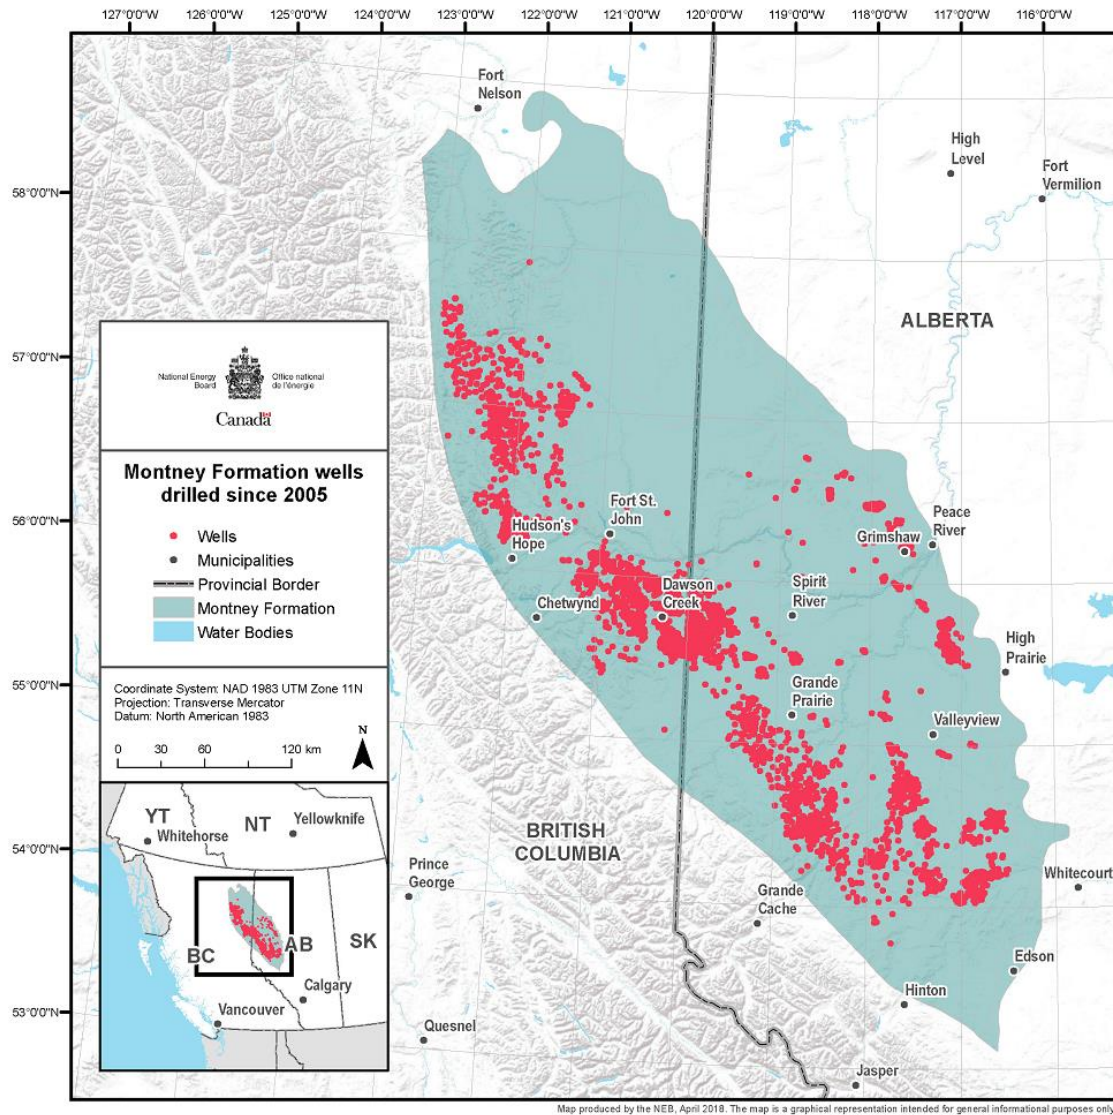 127°0'0"W
126°0'0"W
125°0'0"W
124°0'0"W
123°0'0"W
122°0'0"W
121°0'0"W
120°0'0"W
119°0'0"W
118°0'0"W
117°0'0"W
116°0'0"W
58°0'0"N
57°0'0"N
56°0'0"N
55°0'0"N
54°0'0"N
53°0'0"N
Fort
Nelson
High
Level
Fort
Vermilion
ALBERTA
Fort St.
John
Hudson's
Hope
Peace
River
Grimshaw
Dawson
Creek
Spirit
River
Chetwynd
High
Prairie
Grande
Prairie
Valleyview
BRITISH
COLUMBIA
Prince
George
Grande
Cache
Whitecourt
Edson
Hinton
Quesnel
Jasper
National Energy
Board
Office national
de l'énergie
Canada
Montney Formation wells
drilled since 2005
Wells
Municipalities
Provincial Border
Montney Formation
Water Bodies
Coordinate System: NAD 1983 UTM Zone 11N
Projection: Transverse Mercator
Datum: North American 1983
N
0 30 60 120 km
YT
Whitehorse
NT
Yellowknife
BC
AB
SK
Calgary
Vancouver
Map produced by the NEB, April 2018. The map is a graphical representation intended for general informational purposes only